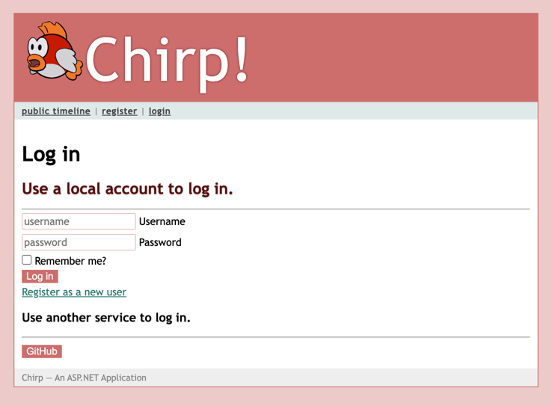 Chirp!
public timeline | register | login
Log in
Use a local account to log in.
username Username
password Password
Remember me?
Log in
Register as a new user
Use another service to log in.
GitHub
Chirp — An ASP.NET Application